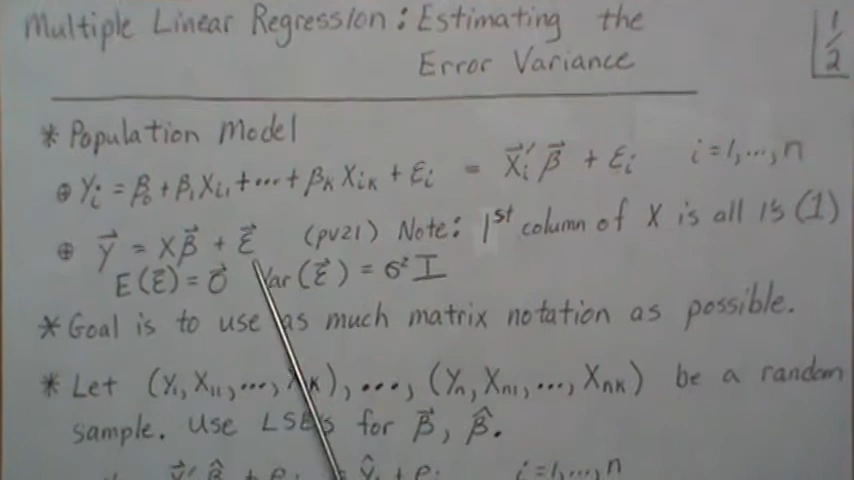 Multiple Linear Regression: Estimating the
Error Variance
1/2
* Population Model
⊕ Yᵢ = β₀ + β₁Xᵢ₁ + ··· + βₖXᵢₖ + εᵢ = X⃗ᵢ′β⃗ + εᵢ i = 1, ..., n
⊕ Y⃗ = Xβ⃗ + ε⃗ (pv21) Note: 1st column of X is all 1s (1)
E(ε⃗) = 0⃗ Var(ε⃗) = σ² I
* Goal is to use as much matrix notation as possible.
* Let (Y₁, X₁₁, ..., X₁ₖ), ..., (Yₙ, Xₙ₁, ..., Xₙₖ) be a random
sample. Use LSE's for β⃗, β̂.
i = 1, ..., n